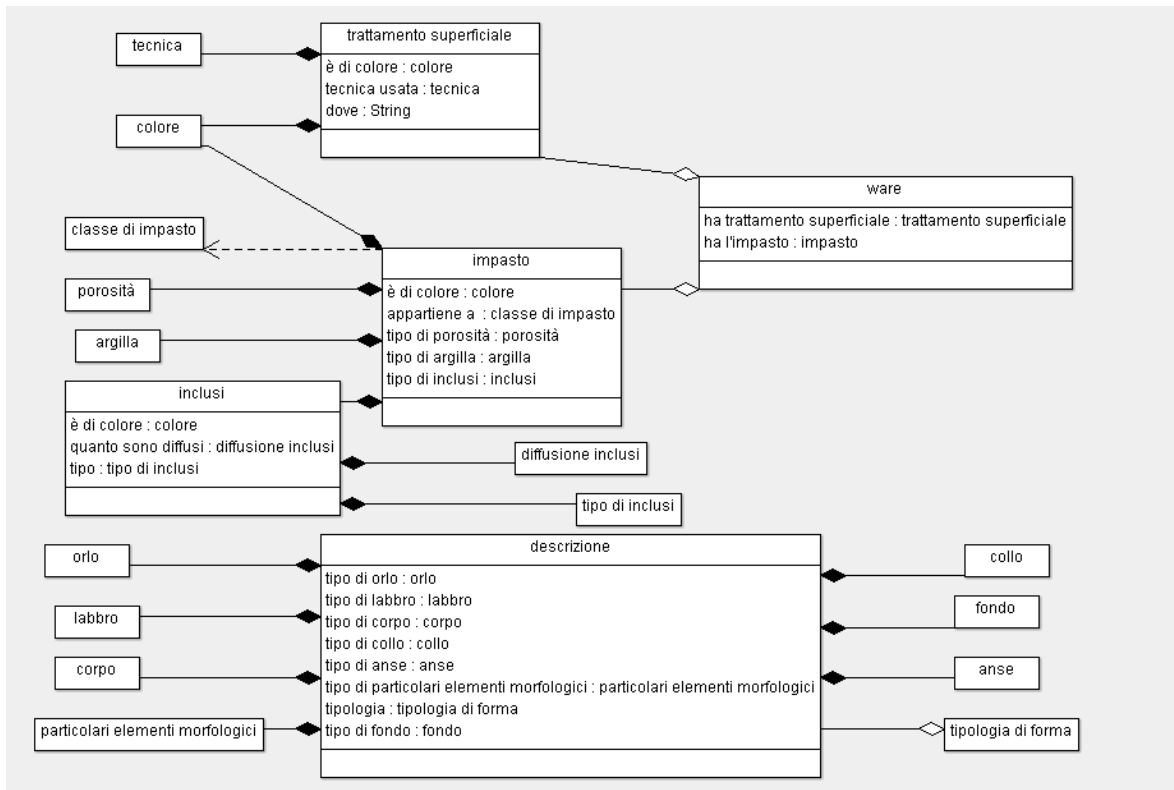 tecnica
trattamento superficiale
è di colore : colore
tecnica usata : tecnica
dove : String
colore
ware
ha trattamento superficiale : trattamento superficiale
ha l'impasto : impasto
classe di impasto
impasto
è di colore : colore
appartiene a : classe di impasto
tipo di porosità : porosità
tipo di argilla : argilla
tipo di inclusi : inclusi
porosità
argilla
inclusi
è di colore : colore
quanto sono diffusi : diffusione inclusi
tipo : tipo di inclusi
diffusione inclusi
tipo di inclusi
descrizione
tipo di orlo : orlo
tipo di labbro : labbro
tipo di corpo : corpo
tipo di collo : collo
tipo di anse : anse
tipo di particolari elementi morfologici : particolari elementi morfologici
tipologia : tipologia di forma
tipo di fondo : fondo
orlo
labbro
corpo
particolari elementi morfologici
collo
fondo
anse
tipologia di forma